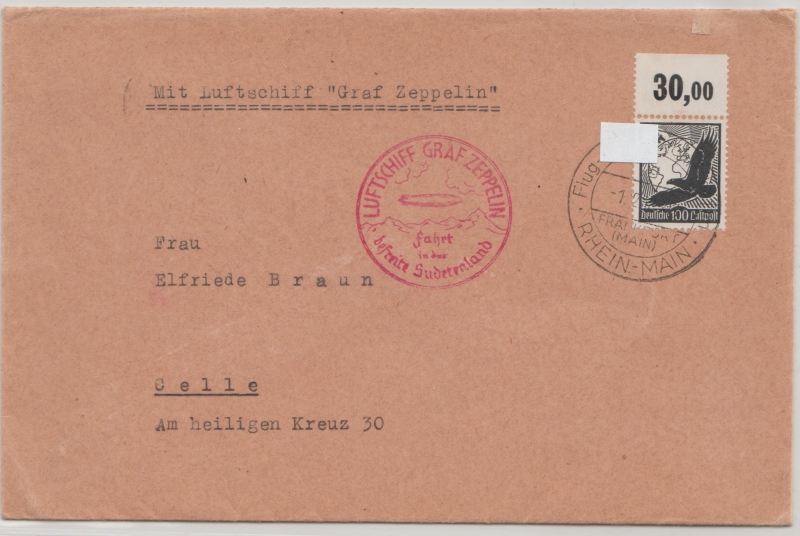 Mit Luftschiff "Graf Zeppelin"
30,00
LUFTSCHIFF GRAF ZEPPELIN
Fahrt
in das
befreite Sudetenland
Flug
Deutsche 100 Luftpost
(MAIN)
RHEIN-MAIN
Frau
Elfriede Braun
Celle
Am heiligen Kreuz 30